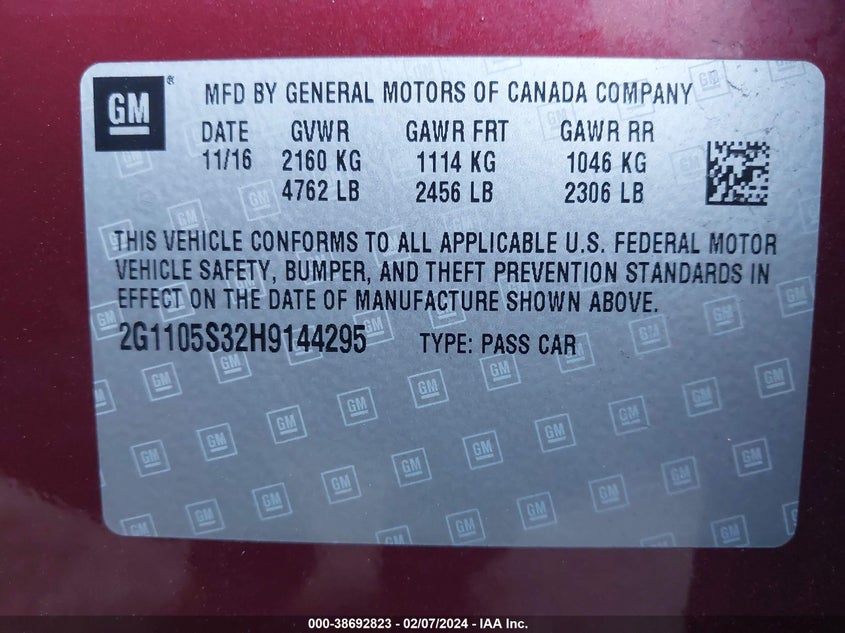 GM ® MFD BY GENERAL MOTORS OF CANADA COMPANY
DATE GVWR GAWR FRT GAWR RR
11/16 2160 KG 1114 KG 1046 KG
4762 LB 2456 LB 2306 LB
THIS VEHICLE CONFORMS TO ALL APPLICABLE U.S. FEDERAL MOTOR
VEHICLE SAFETY, BUMPER, AND THEFT PREVENTION STANDARDS IN
EFFECT ON THE DATE OF MANUFACTURE SHOWN ABOVE.
2G1105S32H9144295 TYPE: PASS CAR
000-38692823 - 02/07/2024 - IAA Inc.